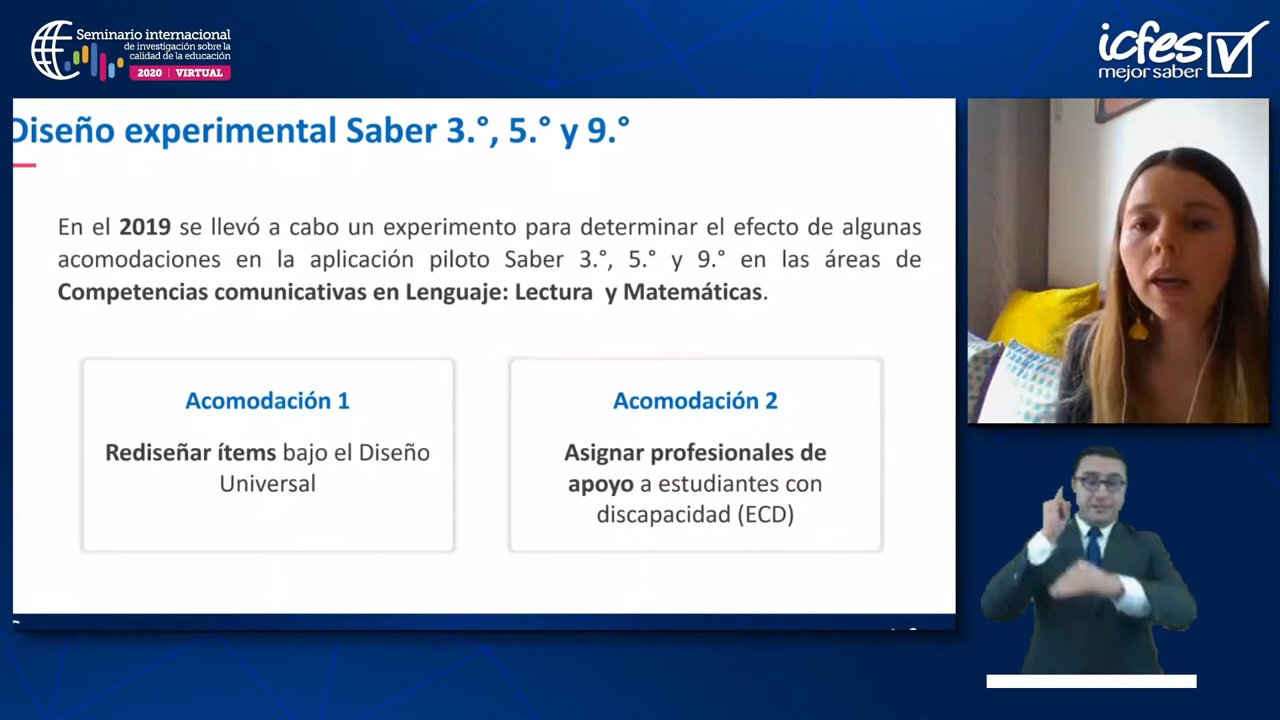 Seminario internacional
de investigación sobre la
calidad de la educación
2020 | VIRTUAL
icfes
mejor saber
Diseño experimental Saber 3.°, 5.° y 9.°
En el 2019 se llevó a cabo un experimento para determinar el efecto de algunas
acomodaciones en la aplicación piloto Saber 3.°, 5.° y 9.° en las áreas de
Competencias comunicativas en Lenguaje: Lectura y Matemáticas.
Acomodación 1
Rediseñar ítems bajo el Diseño
Universal
Acomodación 2
Asignar profesionales de
apoyo a estudiantes con
discapacidad (ECD)